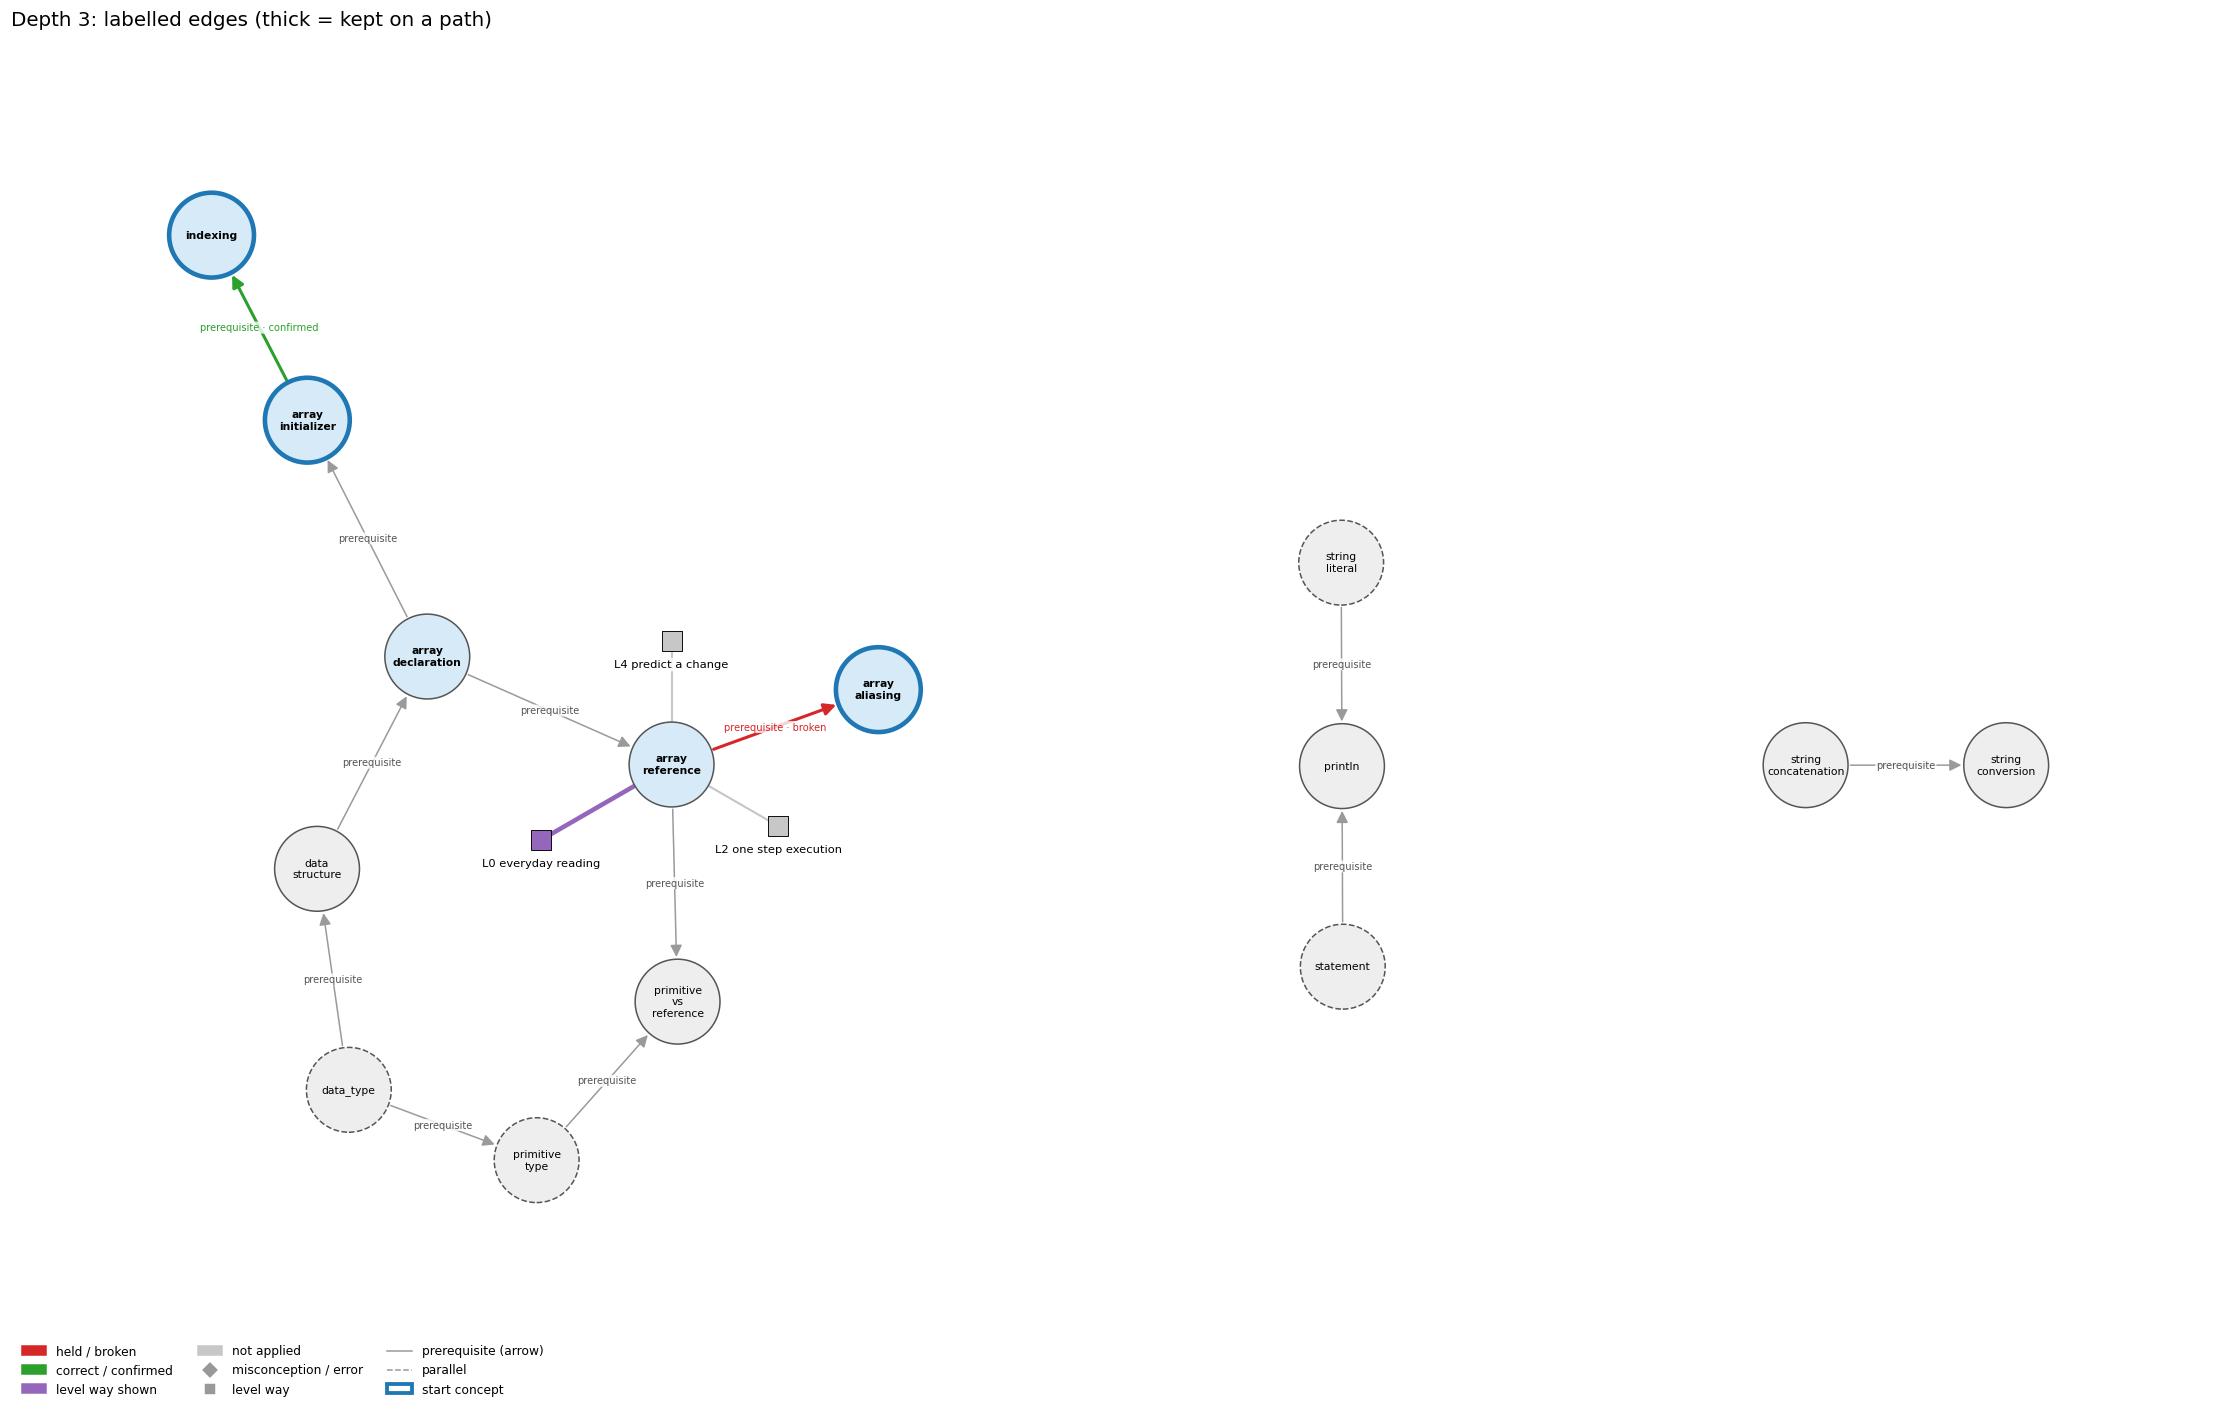 Depth 3: labelled edges (thick = kept on a path)
indexing
prerequisite · confirmed
array
initializer
prerequisite
array
declaration
prerequisite
prerequisite
data
structure
prerequisite
data_type
prerequisite
primitive
type
prerequisite
primitive
vs
reference
prerequisite
L4 predict a change
array
reference
L0 everyday reading
L2 one step execution
prerequisite · broken
array
aliasing
string
literal
prerequisite
println
prerequisite
statement
string
concatenation
prerequisite
string
conversion
held / broken
correct / confirmed
level way shown
not applied
misconception / error
level way
prerequisite (arrow)
parallel
start concept